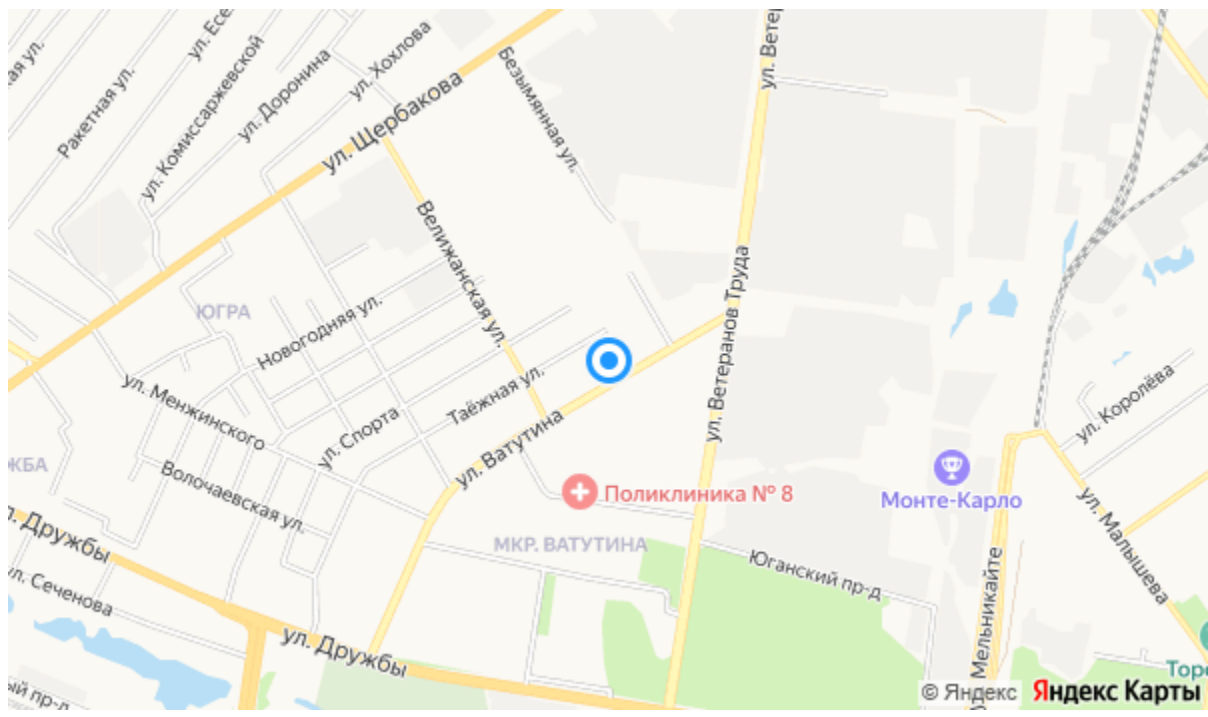 ул. Есе
ул. Хохлова
ул. Доронина
ул. Комиссаржевской
Ракетная ул.
ул. Щербакова
Безымянная ул.
ул. Вете
Велижанская ул.
ул. Ветеранов Труда
ЮГРА
Новогодняя ул.
Таёжная ул.
ул. Спорта
ул. Менжинского
ул. Ватутина
Волочаевская ул.
Поликлиника № 8
МКР. ВАТУТИНА
Монте-Карло
ул. Королёва
ул. Малышева
Юганский пр-д
Мельникайте
ул. Дружбы
Сеченова
ул. Дружбы
Торг
© Яндекс Яндекс Карты